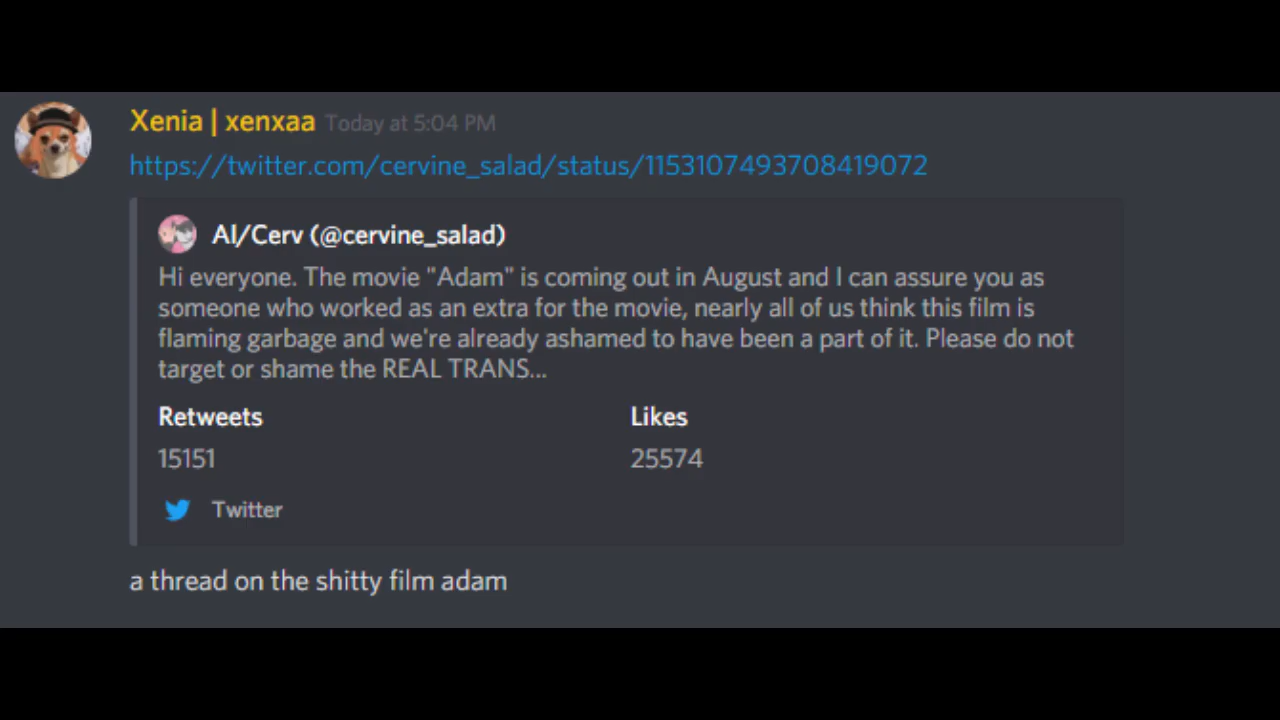 Xenia | xenxaa Today at 5:04 PM
https://twitter.com/cervine_salad/status/1153107493708419072
Al/Cerv (@cervine_salad)
Hi everyone. The movie "Adam" is coming out in August and I can assure you as
someone who worked as an extra for the movie, nearly all of us think this film is
flaming garbage and we're already ashamed to have been a part of it. Please do not
target or shame the REAL TRANS...
Retweets Likes
15151 25574
Twitter
a thread on the shitty film adam